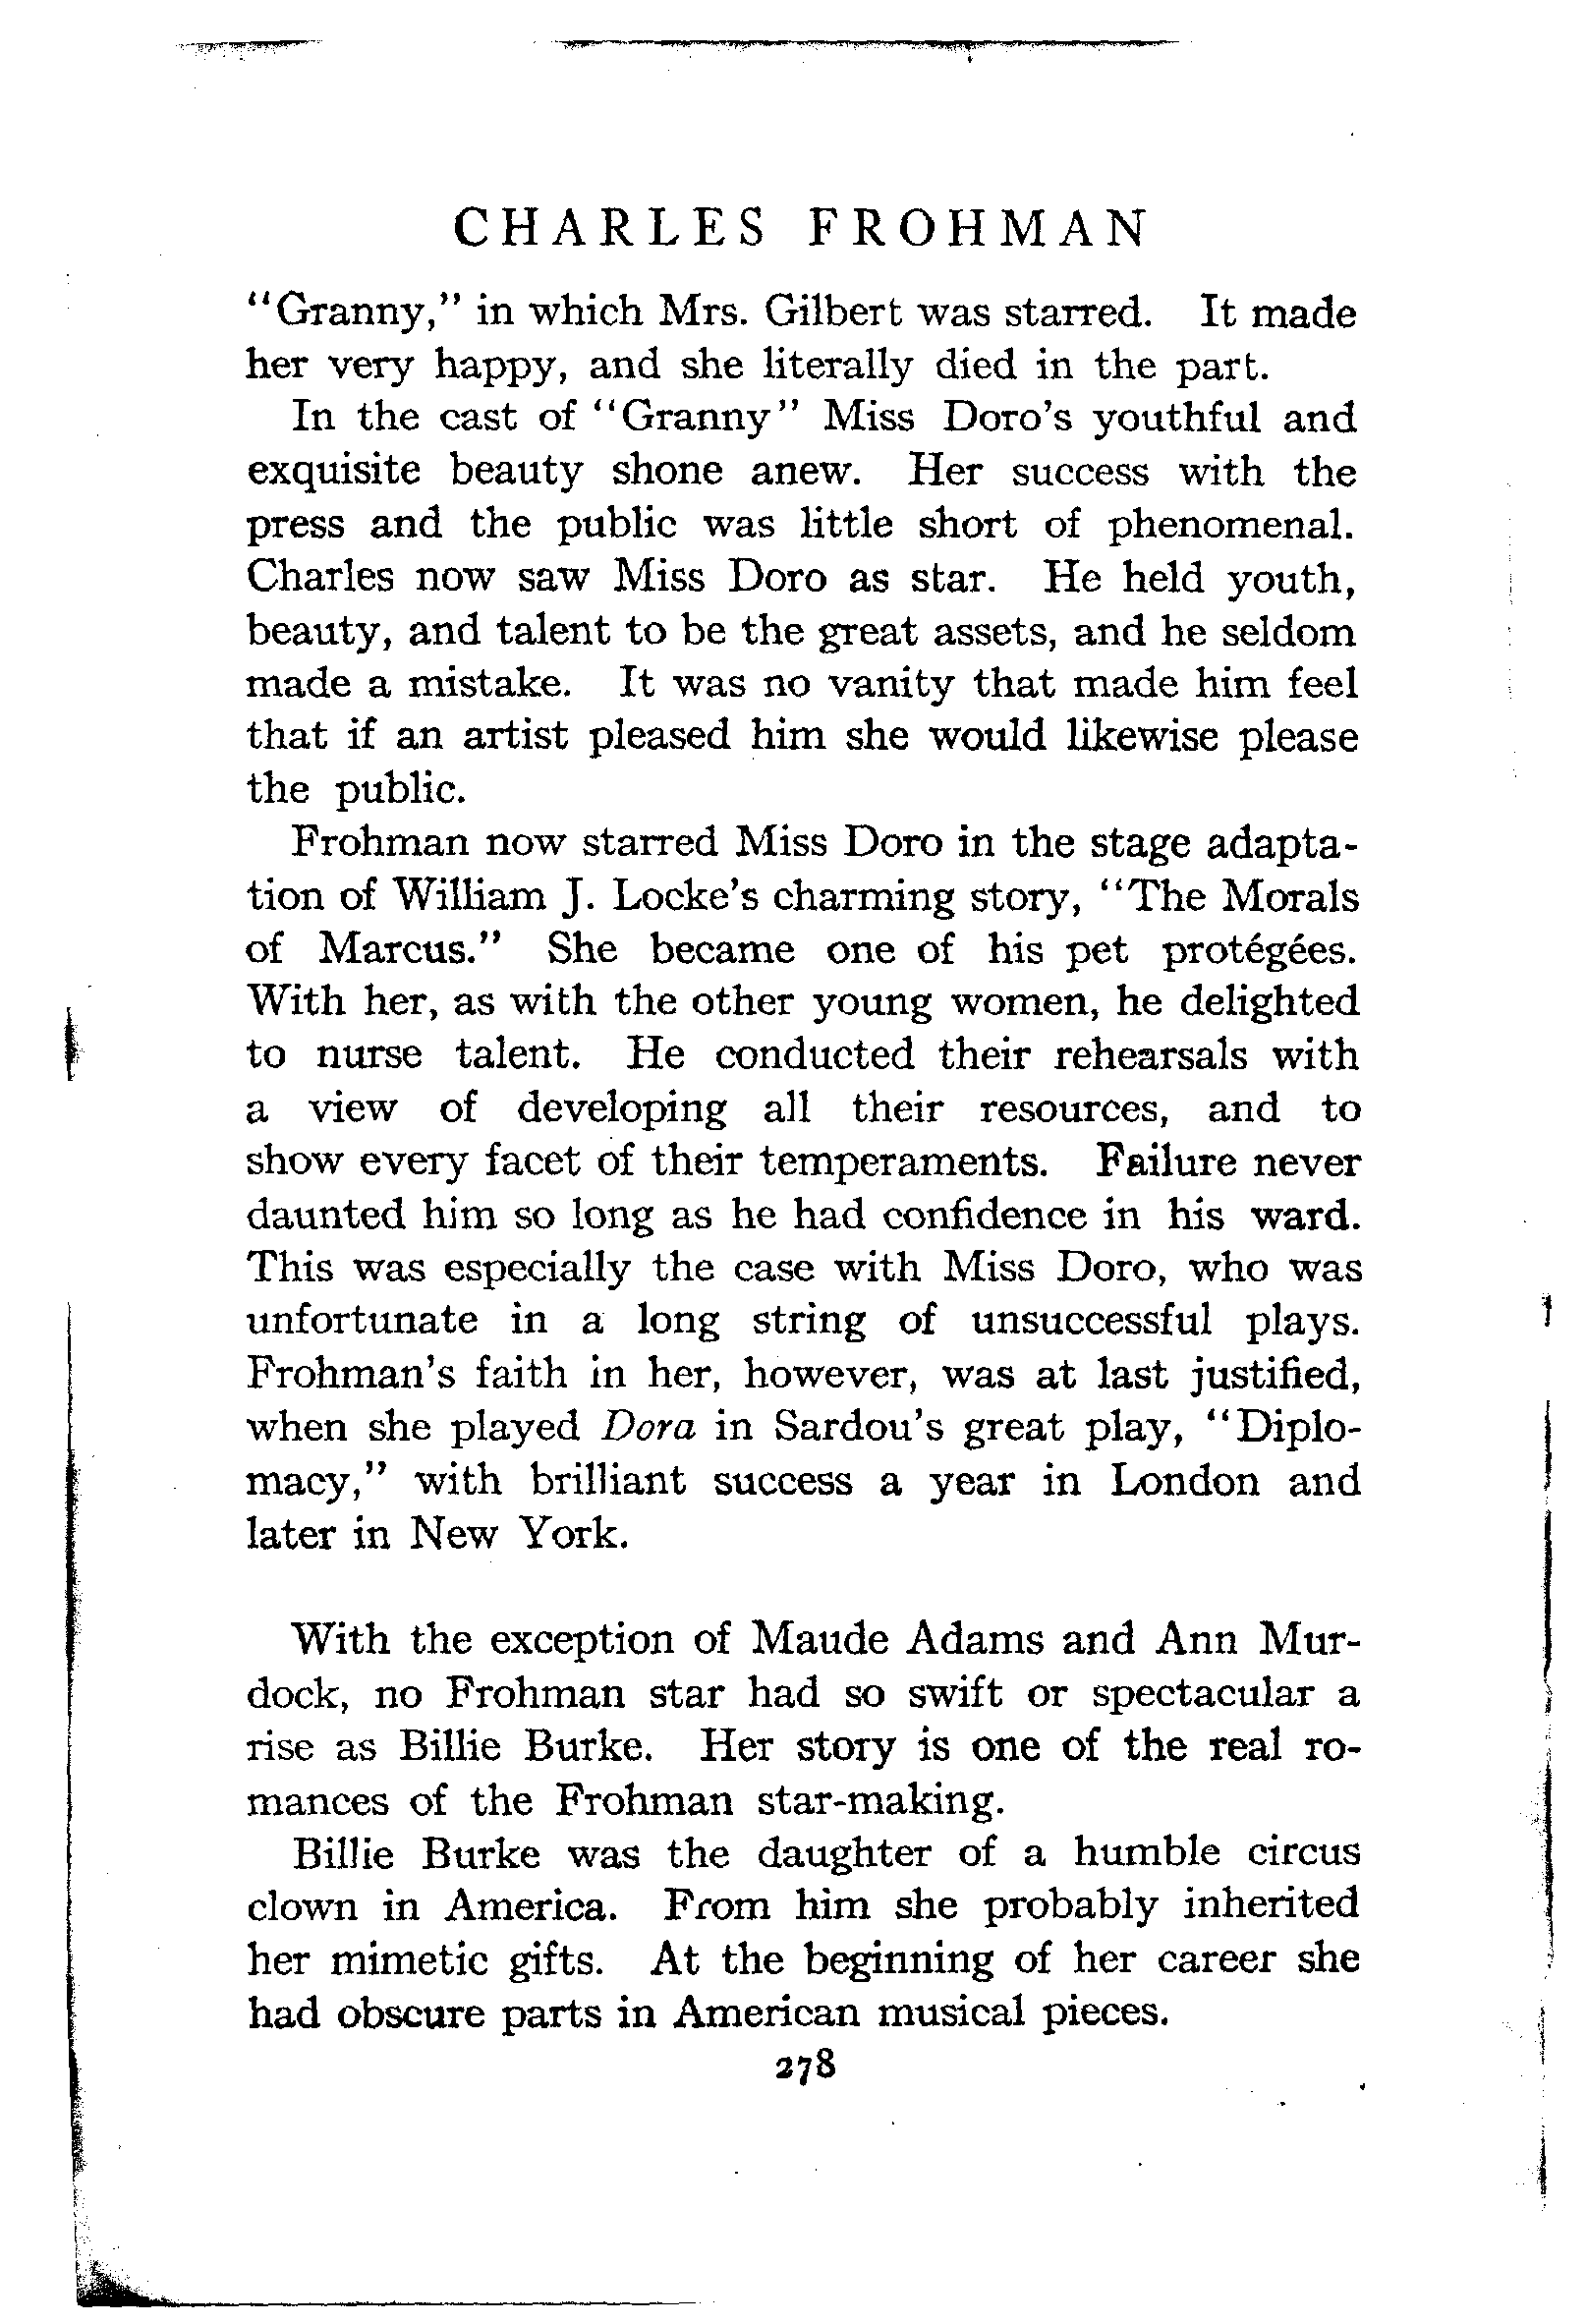 CHARLES FROHMAN
"Granny," in which Mrs. Gilbert was starred. It made
her very happy, and she literally died in the part.
In the cast of "Granny" Miss Doro's youthful and
exquisite beauty shone anew. Her success with the
press and the public was little short of phenomenal.
Charles now saw Miss Doro as star. He held youth,
beauty, and talent to be the great assets, and he seldom
made a mistake. It was no vanity that made him feel
that if an artist pleased him she would likewise please
the public.
Frohman now starred Miss Doro in the stage adapta-
tion of William J. Locke's charming story, "The Morals
of Marcus." She became one of his pet protégées.
With her, as with the other young women, he delighted
to nurse talent. He conducted their rehearsals with
a view of developing all their resources, and to
show every facet of their temperaments. Failure never
daunted him so long as he had confidence in his ward.
This was especially the case with Miss Doro, who was
unfortunate in a long string of unsuccessful plays.
Frohman's faith in her, however, was at last justified,
when she played Dora in Sardou's great play, "Diplo-
macy," with brilliant success a year in London and
later in New York.
With the exception of Maude Adams and Ann Mur-
dock, no Frohman star had so swift or spectacular a
rise as Billie Burke. Her story is one of the real ro-
mances of the Frohman star-making.
Billie Burke was the daughter of a humble circus
clown in America. From him she probably inherited
her mimetic gifts. At the beginning of her career she
had obscure parts in American musical pieces.
278